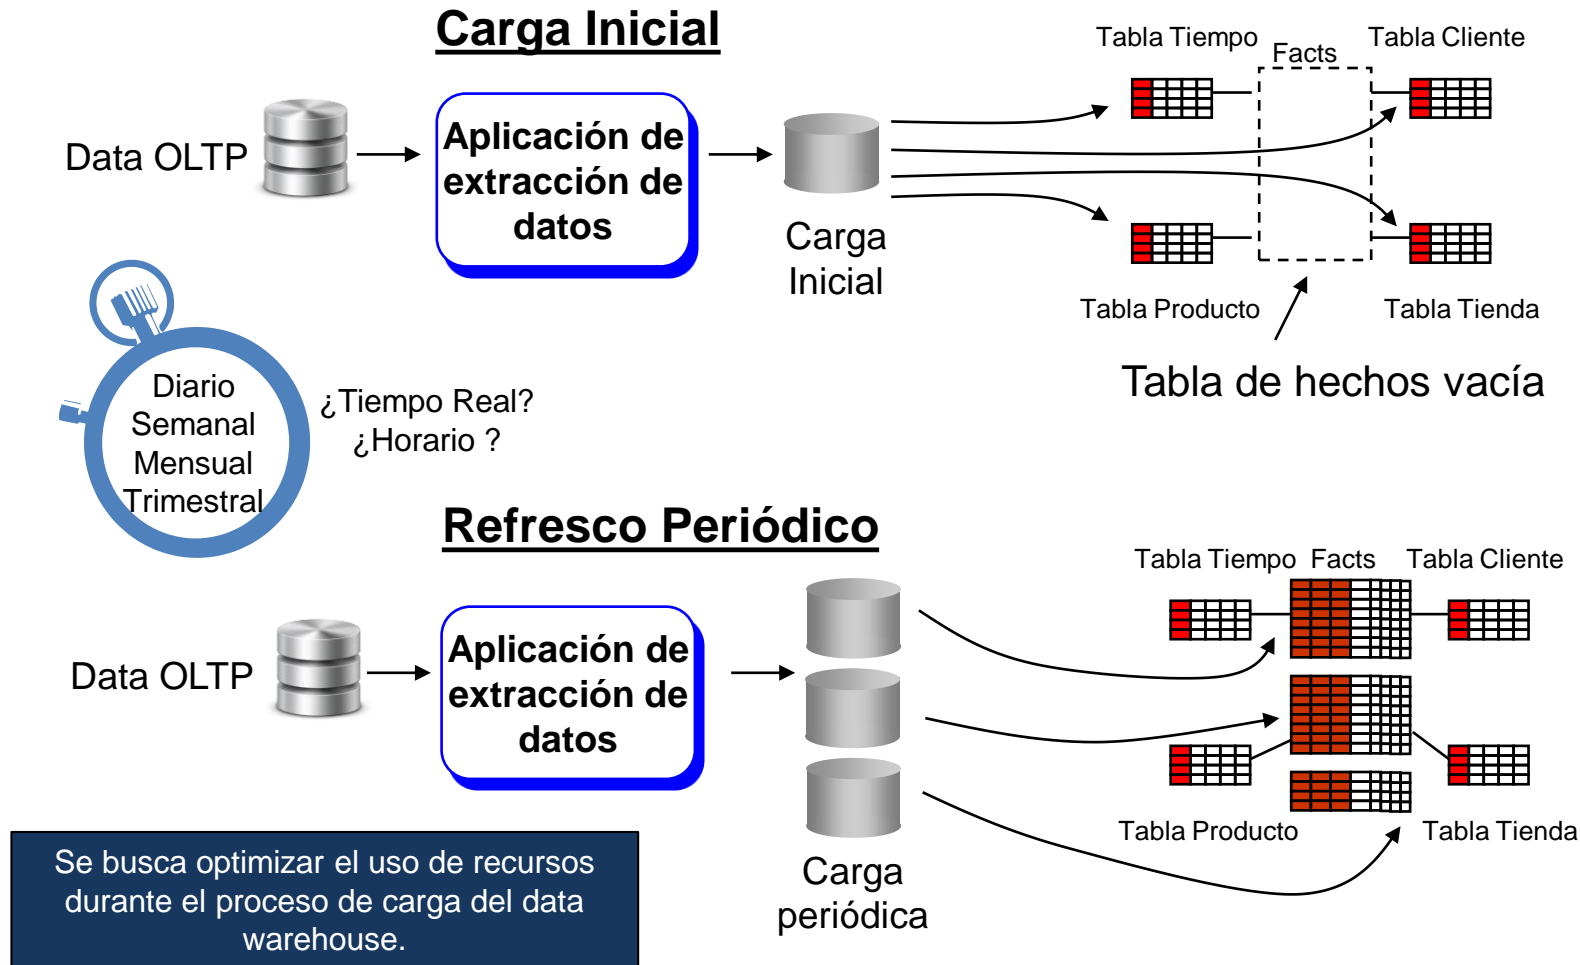 Carga Inicial
Tabla Tiempo
Facts
Tabla Cliente
Data OLTP
Aplicación de
extracción de
datos
Carga
Inicial
Tabla Producto
Tabla Tienda
Tabla de hechos vacía
Diario
Semanal
Mensual
Trimestral
¿Tiempo Real?
¿Horario ?
Refresco Periódico
Tabla Tiempo
Facts
Tabla Cliente
Data OLTP
Aplicación de
extracción de
datos
Carga
periódica
Tabla Producto
Tabla Tienda
Se busca optimizar el uso de recursos
durante el proceso de carga del data
warehouse.